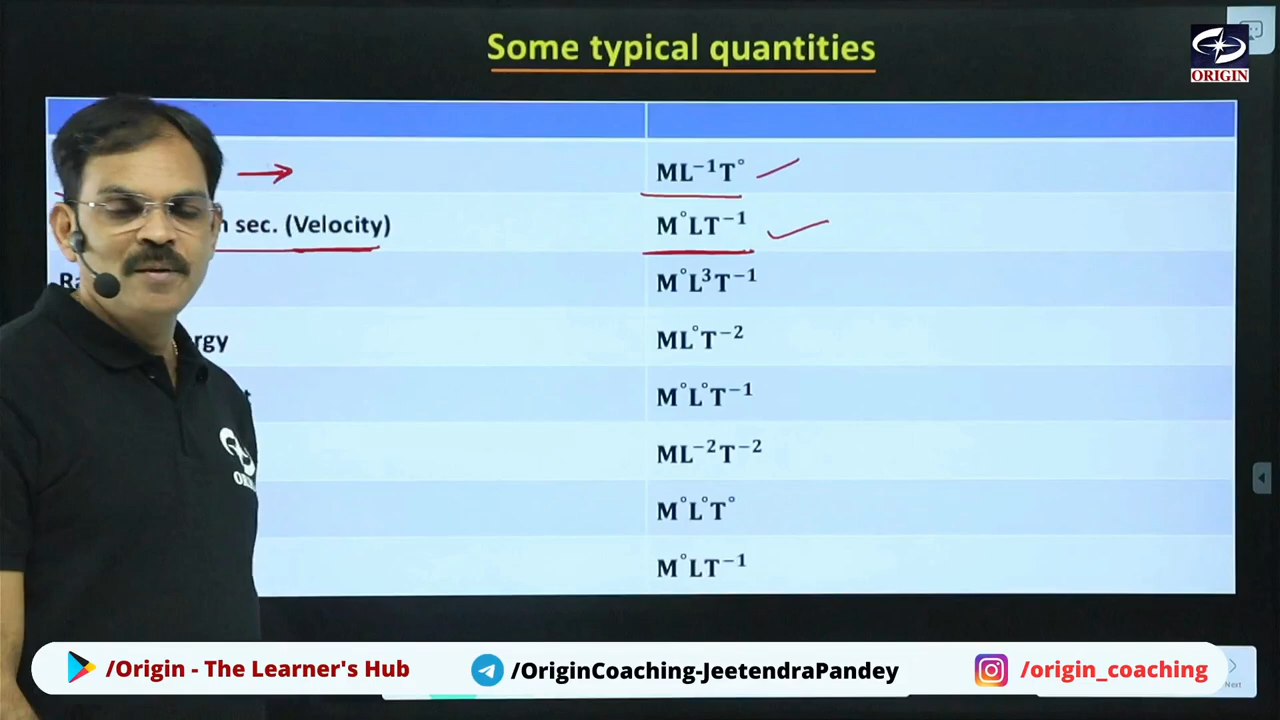 Some typical quantities
ORIGIN
ML⁻¹T°
sec. (Velocity) M°LT⁻¹
M°L³T⁻¹
ML°T⁻²
M°L°T⁻¹
ML⁻²T⁻²
M°L°T°
M°LT⁻¹
/Origin - The Learner's Hub /OriginCoaching-JeetendraPandey /origin_coaching
Next